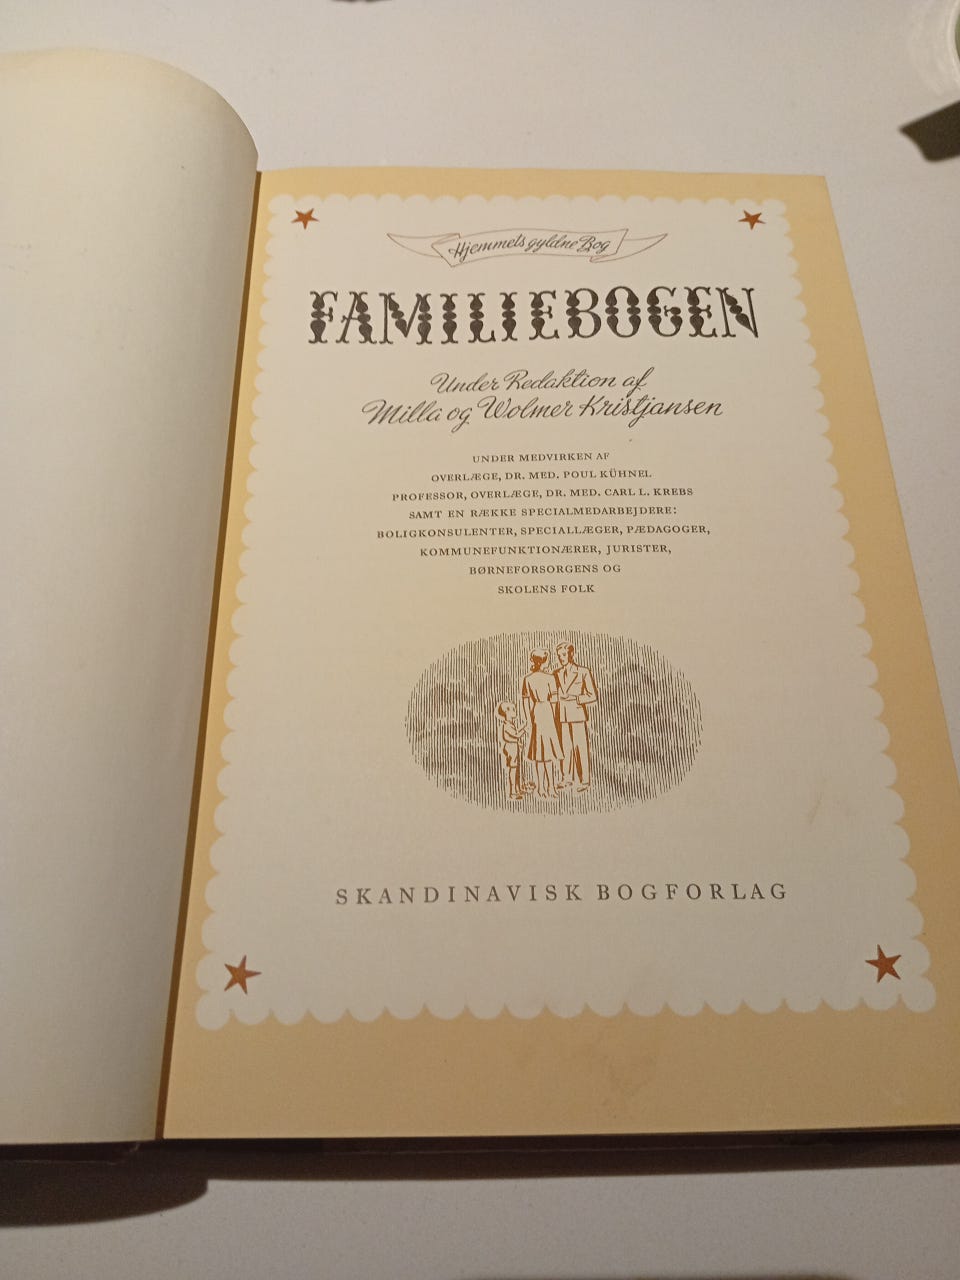 Hjemmets gyldne Bog
FAMILIEBOGEN
Under Redaktion af
Milla og Wolmer Kristjansen
UNDER MEDVIRKEN AF
OVERLÆGE, DR. MED. POUL KÜHNEL
PROFESSOR, OVERLÆGE, DR. MED. CARL L. KREBS
SAMT EN RÆKKE SPECIALMEDARBEJDERE:
BOLIGKONSULENTER, SPECIALLÆGER, PÆDAGOGER,
KOMMUNEFUNKTIONÆRER, JURISTER,
BØRNEFORSORGENS OG
SKOLENS FOLK
SKANDINAVISK BOGFORLAG